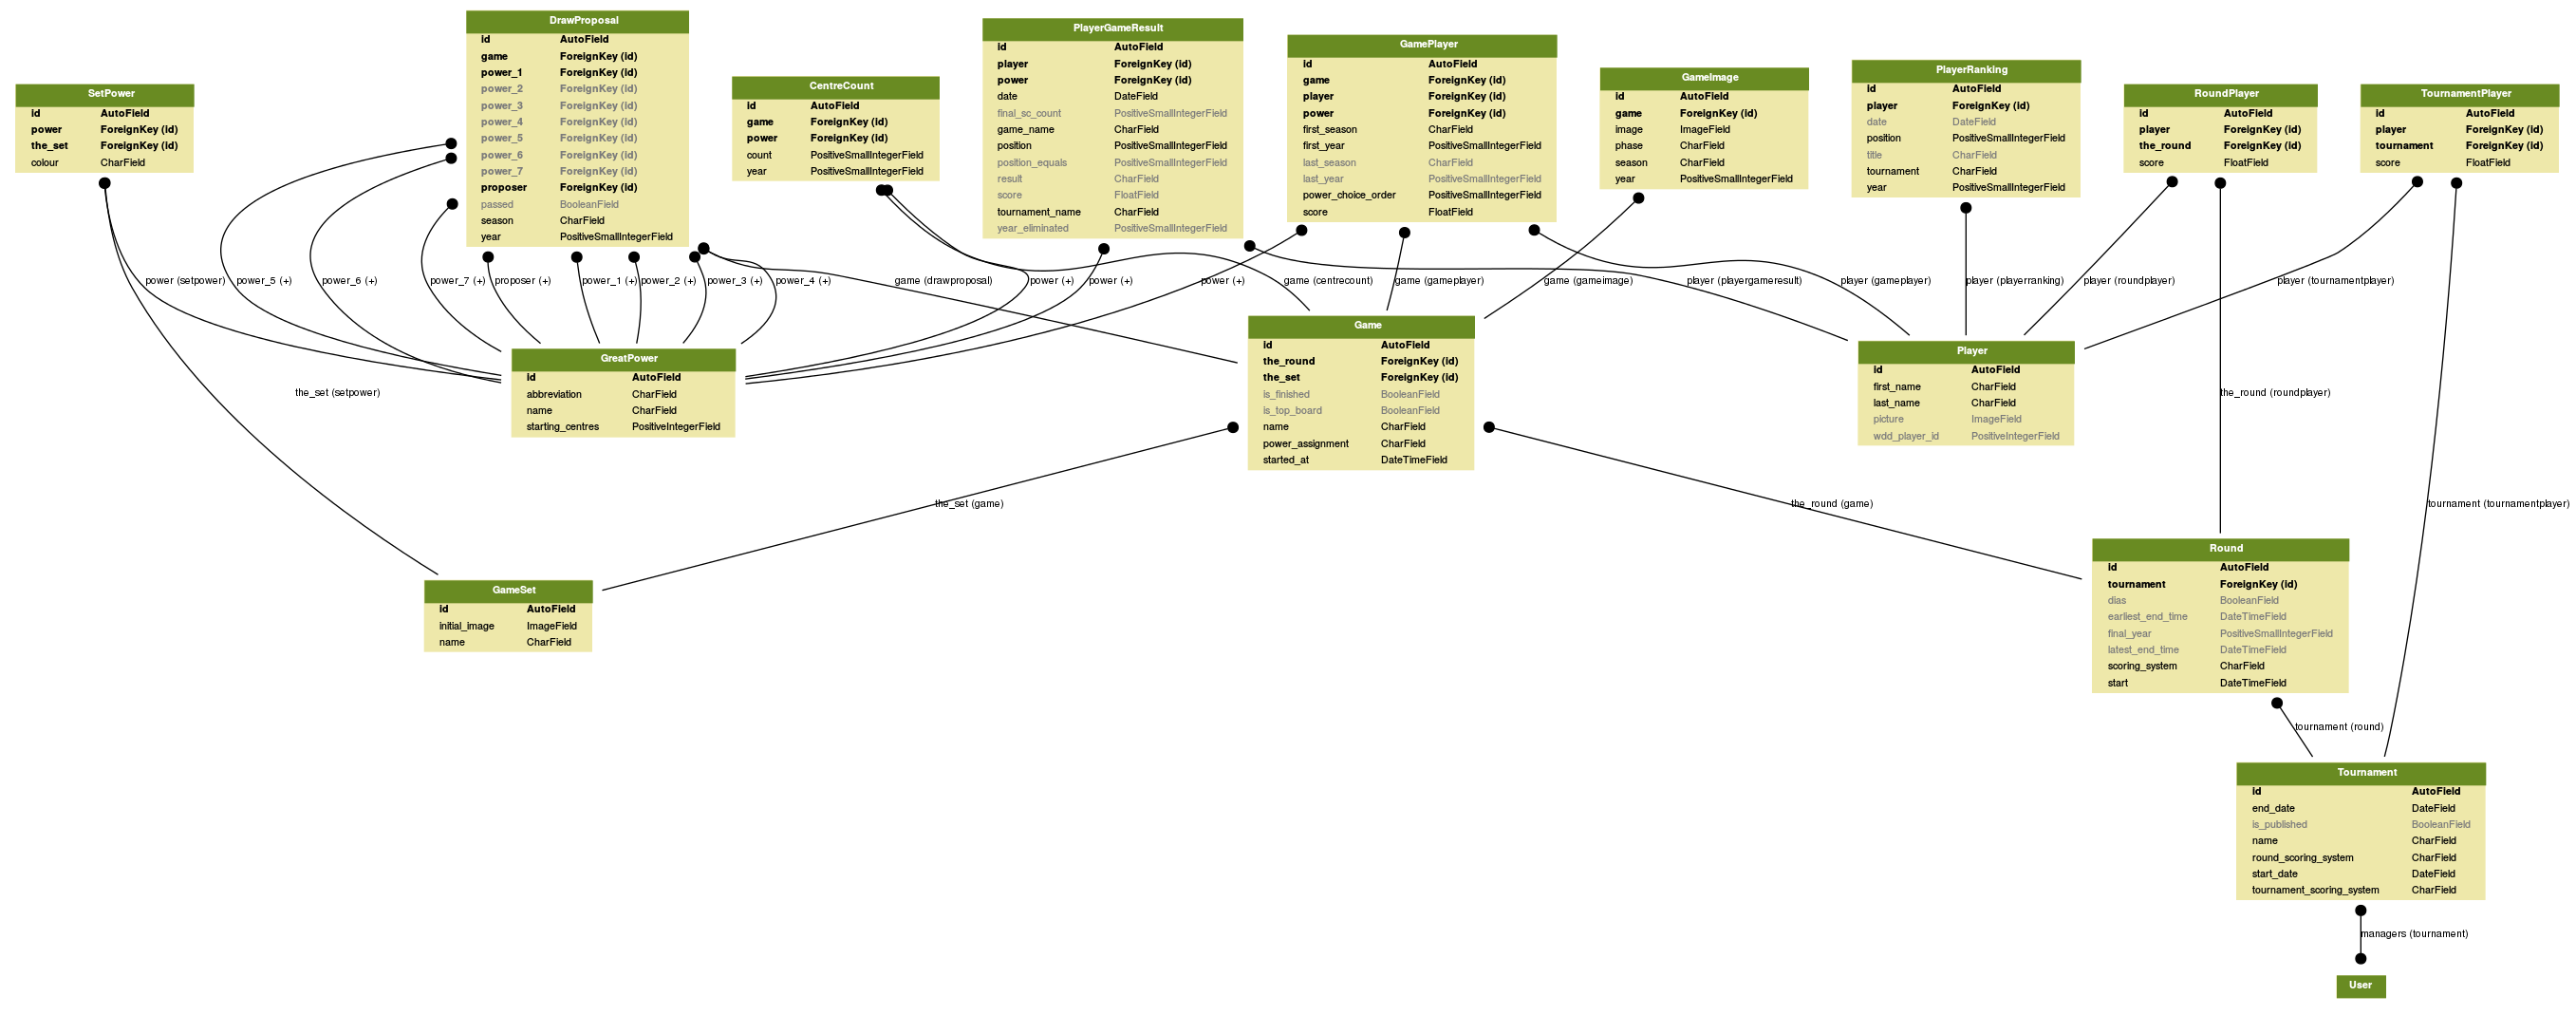 SetPower
id AutoField
power ForeignKey (id)
the_set ForeignKey (id)
colour CharField
DrawProposal
id AutoField
game ForeignKey (id)
power_1 ForeignKey (id)
power_2 ForeignKey (id)
power_3 ForeignKey (id)
power_4 ForeignKey (id)
power_5 ForeignKey (id)
power_6 ForeignKey (id)
power_7 ForeignKey (id)
proposer ForeignKey (id)
passed BooleanField
season CharField
year PositiveSmallIntegerField
CentreCount
id AutoField
game ForeignKey (id)
power ForeignKey (id)
count PositiveSmallIntegerField
year PositiveSmallIntegerField
PlayerGameResult
id AutoField
player ForeignKey (id)
power ForeignKey (id)
date DateField
final_sc_count PositiveSmallIntegerField
game_name CharField
position PositiveSmallIntegerField
position_equals PositiveSmallIntegerField
result CharField
score FloatField
tournament_name CharField
year_eliminated PositiveSmallIntegerField
GamePlayer
id AutoField
game ForeignKey (id)
player ForeignKey (id)
power ForeignKey (id)
first_season CharField
first_year PositiveSmallIntegerField
last_season CharField
last_year PositiveSmallIntegerField
power_choice_order PositiveSmallIntegerField
score FloatField
GameImage
id AutoField
game ForeignKey (id)
image ImageField
phase CharField
season CharField
year PositiveSmallIntegerField
PlayerRanking
id AutoField
player ForeignKey (id)
date DateField
position PositiveSmallIntegerField
title CharField
tournament CharField
year PositiveSmallIntegerField
RoundPlayer
id AutoField
player ForeignKey (id)
the_round ForeignKey (id)
score FloatField
TournamentPlayer
id AutoField
player ForeignKey (id)
tournament ForeignKey (id)
score FloatField
power (setpower)
power_5 (+)
power_6 (+)
power_7 (+)
proposer (+)
power_1 (+)
power_2 (+)
power_3 (+)
power_4 (+)
game (drawproposal)
power (+)
power (+)
power (+)
game (centrecount)
game (gameplayer)
game (gameimage)
player (playergameresult)
player (gameplayer)
player (playerranking)
player (roundplayer)
player (tournamentplayer)
GreatPower
id AutoField
abbreviation CharField
name CharField
starting_centres PositiveIntegerField
Game
id AutoField
the_round ForeignKey (id)
the_set ForeignKey (id)
is_finished BooleanField
is_top_board BooleanField
name CharField
power_assignment CharField
started_at DateTimeField
Player
id AutoField
first_name CharField
last_name CharField
picture ImageField
wdd_player_id PositiveIntegerField
the_set (setpower)
the_round (roundplayer)
the_set (game)
the_round (game)
tournament (tournamentplayer)
GameSet
id AutoField
initial_image ImageField
name CharField
Round
id AutoField
tournament ForeignKey (id)
dias BooleanField
earliest_end_time DateTimeField
final_year PositiveSmallIntegerField
latest_end_time DateTimeField
scoring_system CharField
start DateTimeField
tournament (round)
Tournament
id AutoField
end_date DateField
is_published BooleanField
name CharField
round_scoring_system CharField
start_date DateField
tournament_scoring_system CharField
managers (tournament)
User